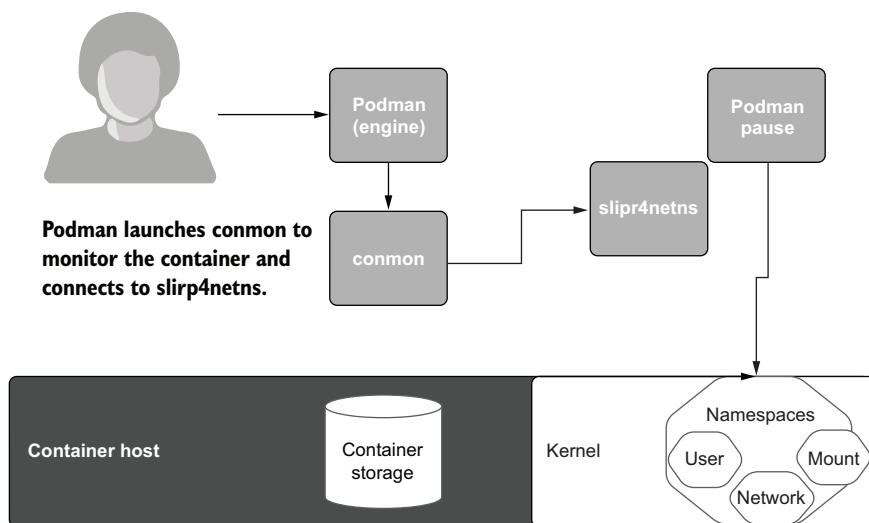 Podman
(engine)
Podman
pause
slipr4netns
Podman launches conmon to
monitor the container and
connects to slirp4netns.
conmon
Namespaces
Container host
Container
storage
Kernel
User
Mount
Network